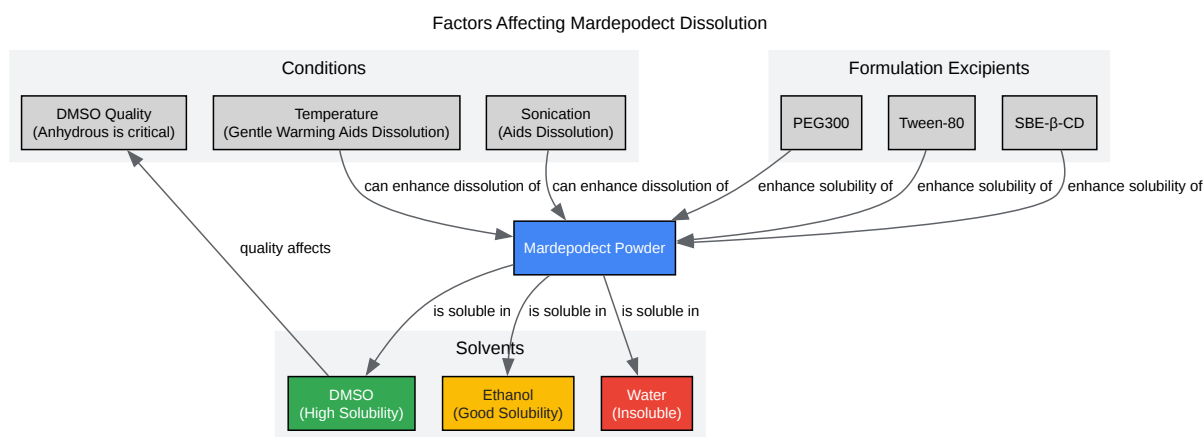 Factors Affecting Mardepodect Dissolution
Conditions
Formulation Excipients
DMSO Quality
(Anhydrous is critical)
Temperature
(Gentle Warming Aids Dissolution)
Sonication
(Aids Dissolution)
PEG300
Tween-80
SBE-β-CD
can enhance dissolution of
can enhance dissolution of
enhance solubility of
enhance solubility of
enhance solubility of
quality affects
Mardepodect Powder
is soluble in
is soluble in
is soluble in
Solvents
DMSO
(High Solubility)
Ethanol
(Good Solubility)
Water
(Insoluble)